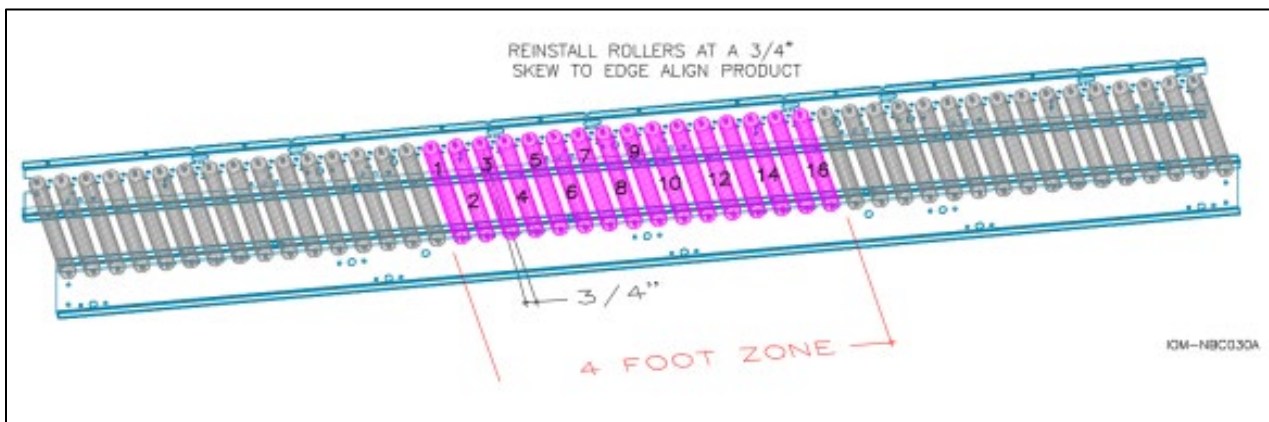 REINSTALL ROLLERS AT A 3/4"
SKEW TO EDGE ALIGN PRODUCT
1 3 5 7 9
2 4 6 8 10 12 14 16
3/4"
4 FOOT ZONE
IOM-NBC030A